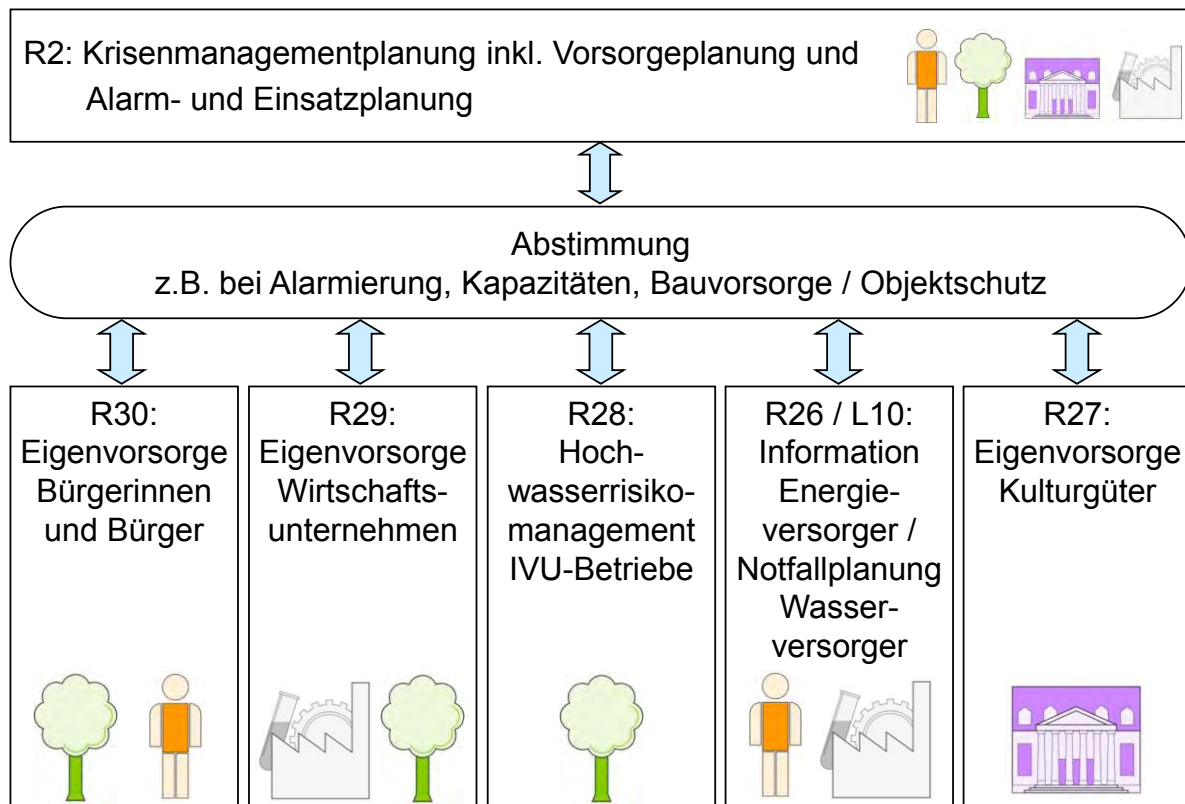 R2: Krisenmanagementplanung inkl. Vorsorgeplanung und
Alarm- und Einsatzplanung
Abstimmung
z.B. bei Alarmierung, Kapazitäten, Bauvorsorge / Objektschutz
R30:
Eigenvorsorge
Bürgerinnen
und Bürger
R29:
Eigenvorsorge
Wirtschafts-
unternehmen
R28:
Hoch-
wasserrisiko-
management
IVU-Betriebe
R26 / L10:
Information
Energie-
versorger /
Notfallplanung
Wasser-
versorger
R27:
Eigenvorsorge
Kulturgüter